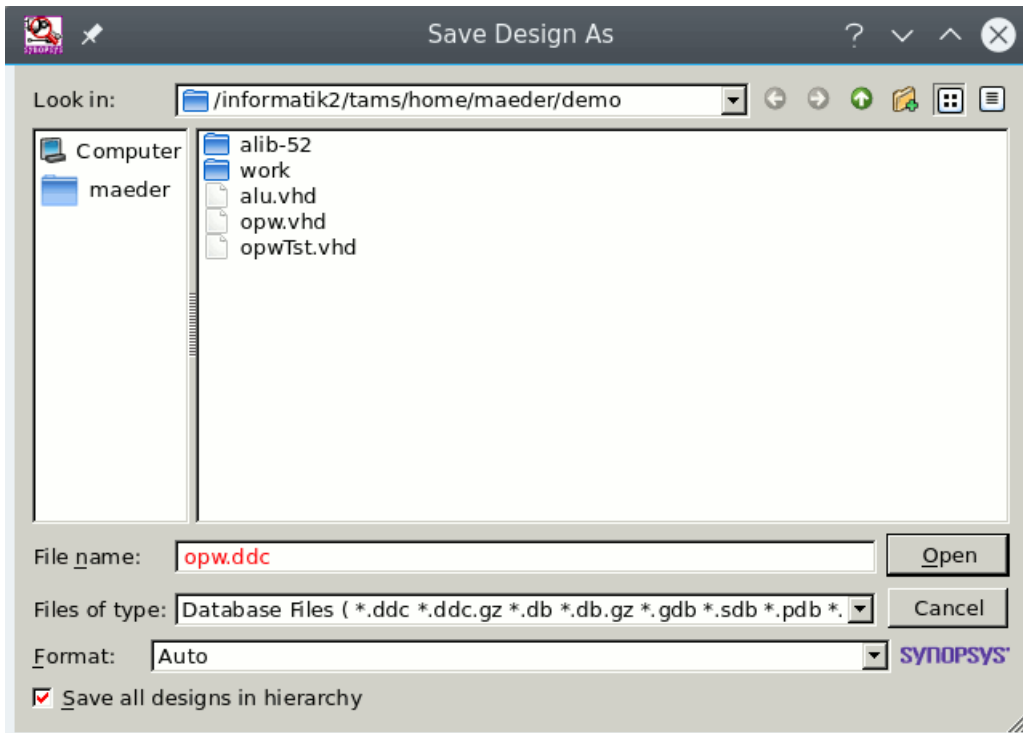 SYNOPSYS
Save Design As
?
Look in:
/informatik2/tams/home/maeder/demo
Computer
maeder
alib-52
work
alu.vhd
opw.vhd
opwTst.vhd
File name:
opw.ddc
Open
Files of type:
Database Files ( *.ddc *.ddc.gz *.db *.db.gz *.gdb *.sdb *.pdb *.
Cancel
Format:
Auto
SYNOPSYS®
Save all designs in hierarchy